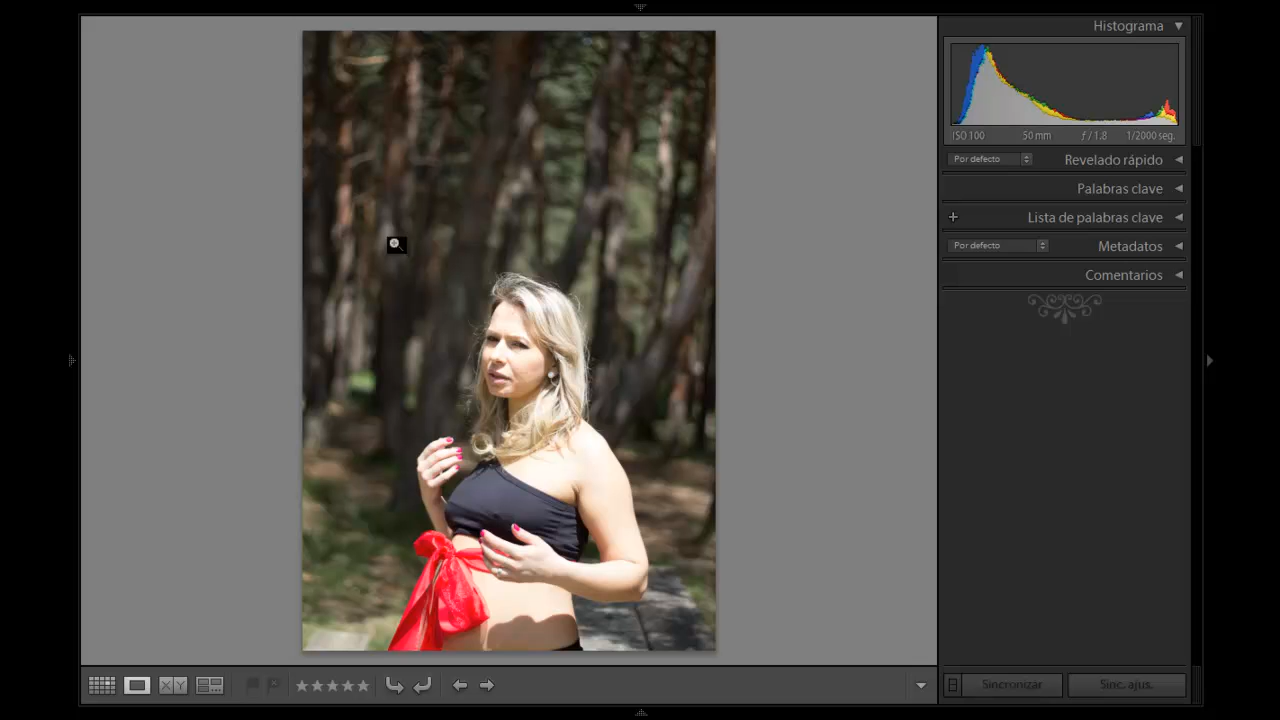 Histograma
ISO 100 50 mm ƒ / 1.8 1/2000 seg.
Por defecto Revelado rápido
Palabras clave
Lista de palabras clave
Por defecto Metadatos
Comentarios
X Y
Sincronizar Sinc. ajus.